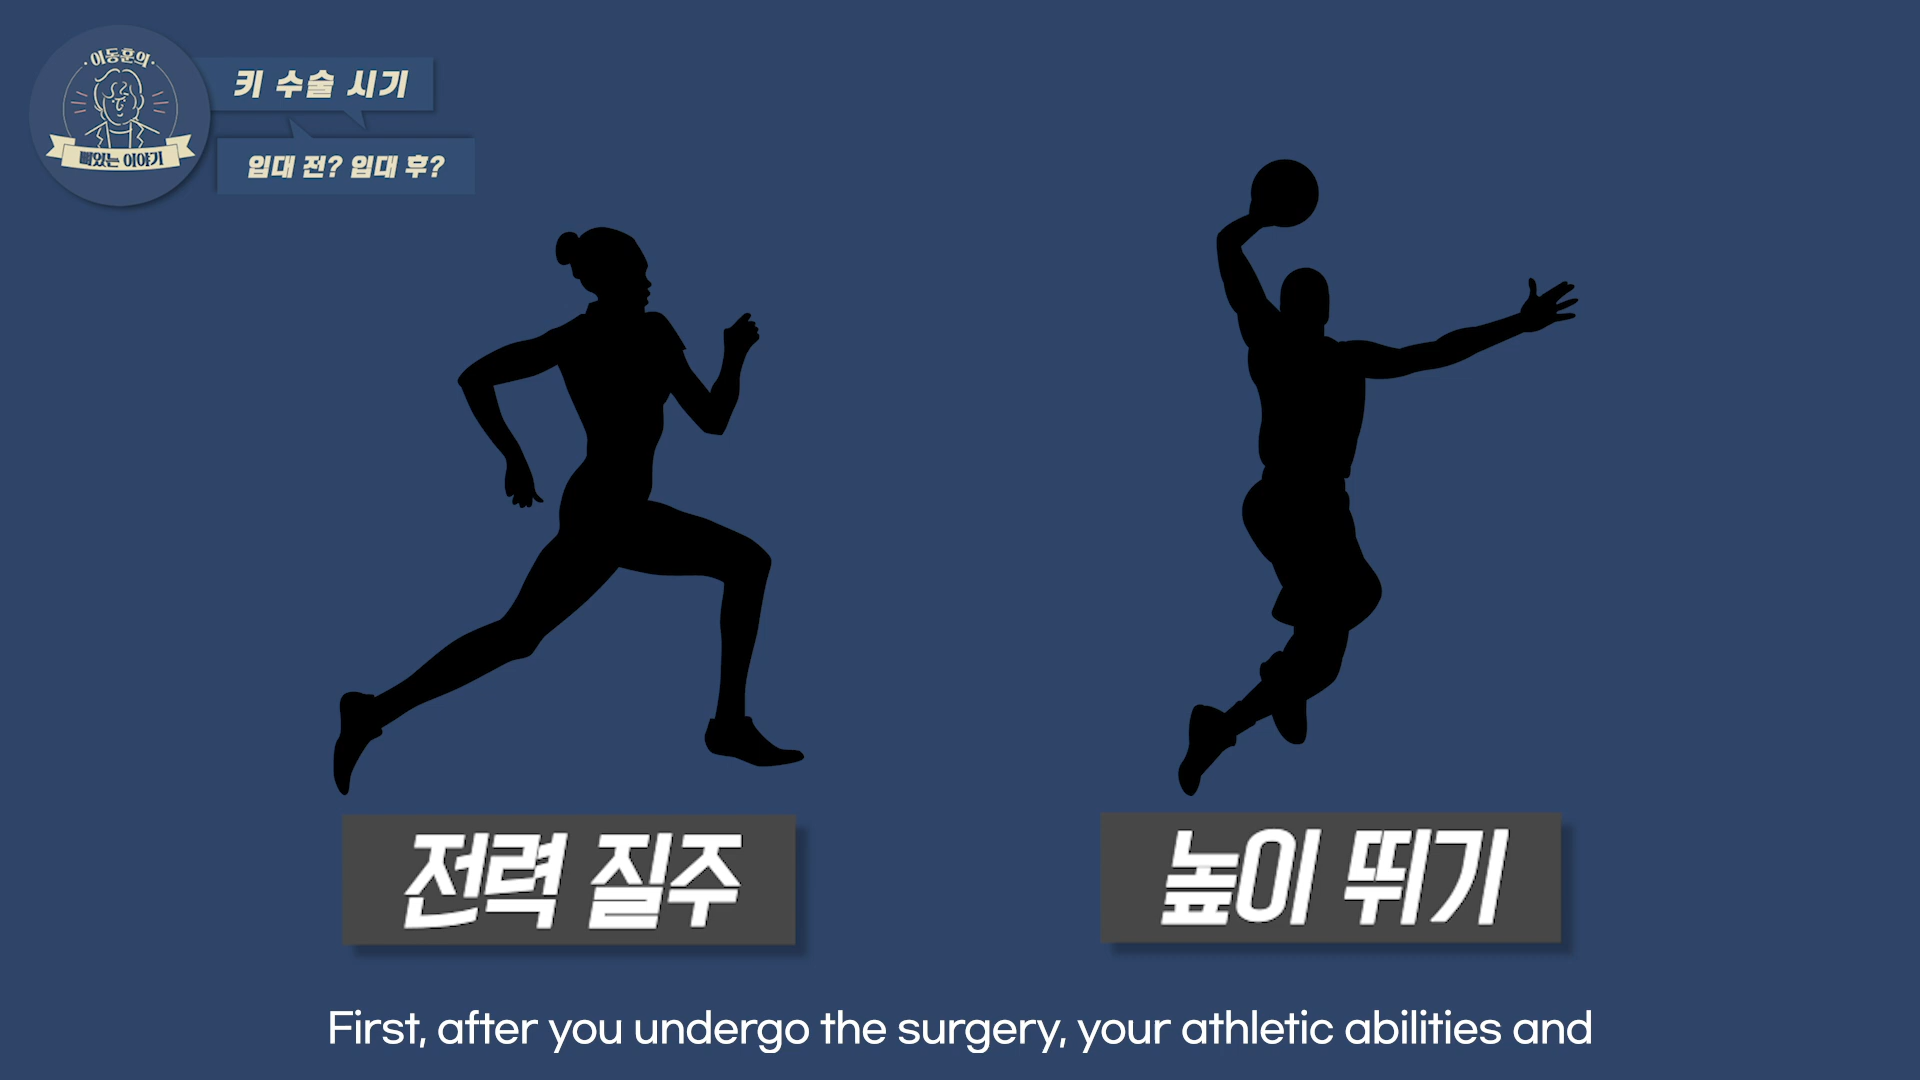 이동훈의
뼈있는 이야기
키 수술 시기
입대 전? 입대 후?
전력 질주
높이 뛰기
First, after you undergo the surgery, your athletic abilities and